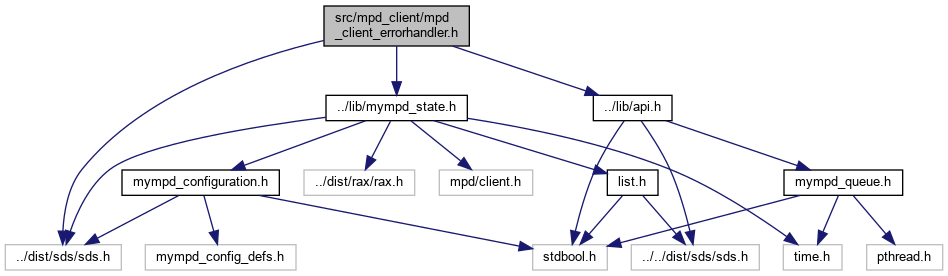 src/mpd_client/mpd
_client_errorhandler.h
../lib/mympd_state.h
../lib/api.h
mympd_configuration.h
../dist/rax/rax.h
mpd/client.h
list.h
mympd_queue.h
../dist/sds/sds.h
mympd_config_defs.h
stdbool.h
../../dist/sds/sds.h
time.h
pthread.h